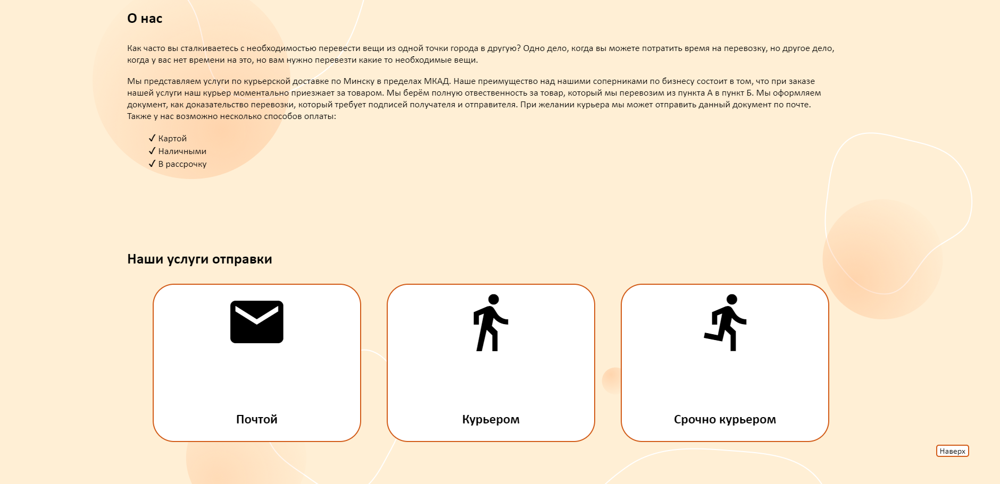 О нас
Как часто вы сталкиваетесь с необходимостью перевести вещи из одной точки города в другую? Одно дело, когда вы можете потратить время на перевозку, но другое дело,
когда у вас нет времени на это, но вам нужно перевезти какие то необходимые вещи.
Мы представляем услуги по курьерской доставке по Минску в пределах МКАД. Наше преимущество над нашими соперниками по бизнесу состоит в том, что при заказе
нашей услуги наш курьер моментально приезжает за товаром. Мы берём полную отвественность за товар, который мы перевозим из пункта А в пункт Б. Мы оформляем
документ, как доказательство перевозки, который требует подписей получателя и отправителя. При желании курьера мы может отправить данный документ по почте.
Также у нас возможно несколько способов оплаты:
✓ Картой
✓ Наличными
✓ В рассрочку
Наши услуги отправки
Почтой
Курьером
Срочно курьером
Наверх